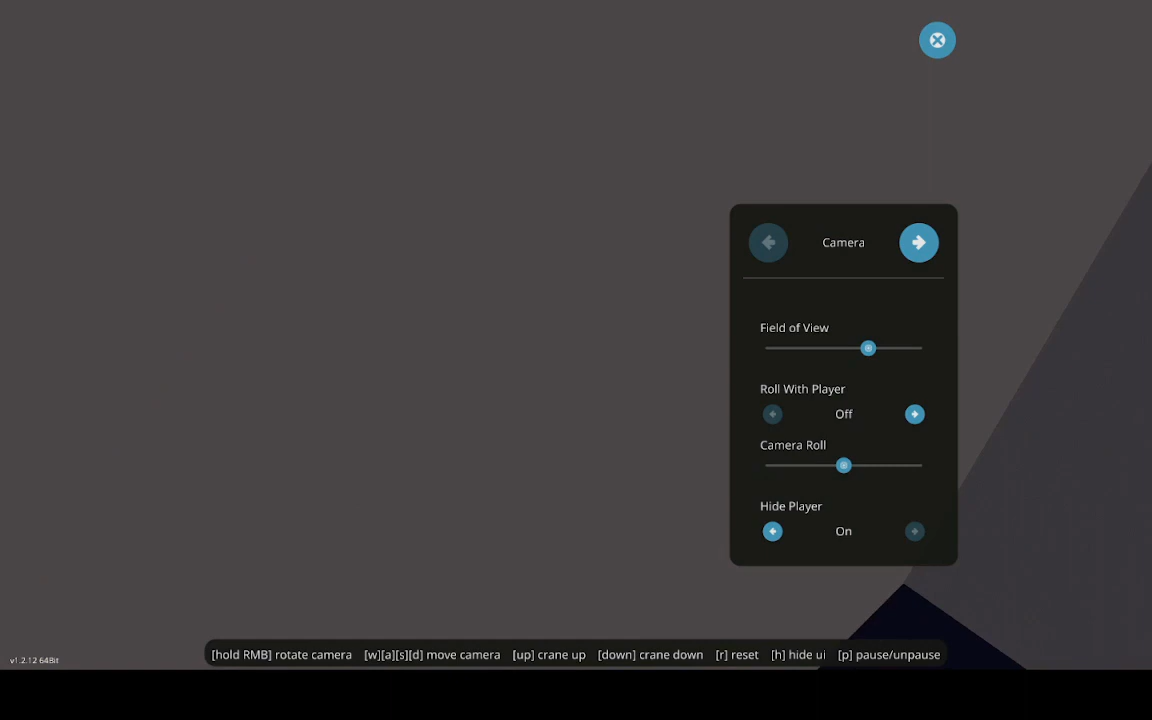 Camera
Field of View
Roll With Player
Off
Camera Roll
Hide Player
On
[hold RMB] rotate camera [w][a][s][d] move camera [up] crane up [down] crane down [r] reset [h] hide ui [p] pause/unpause
v1.2.12 64Bit